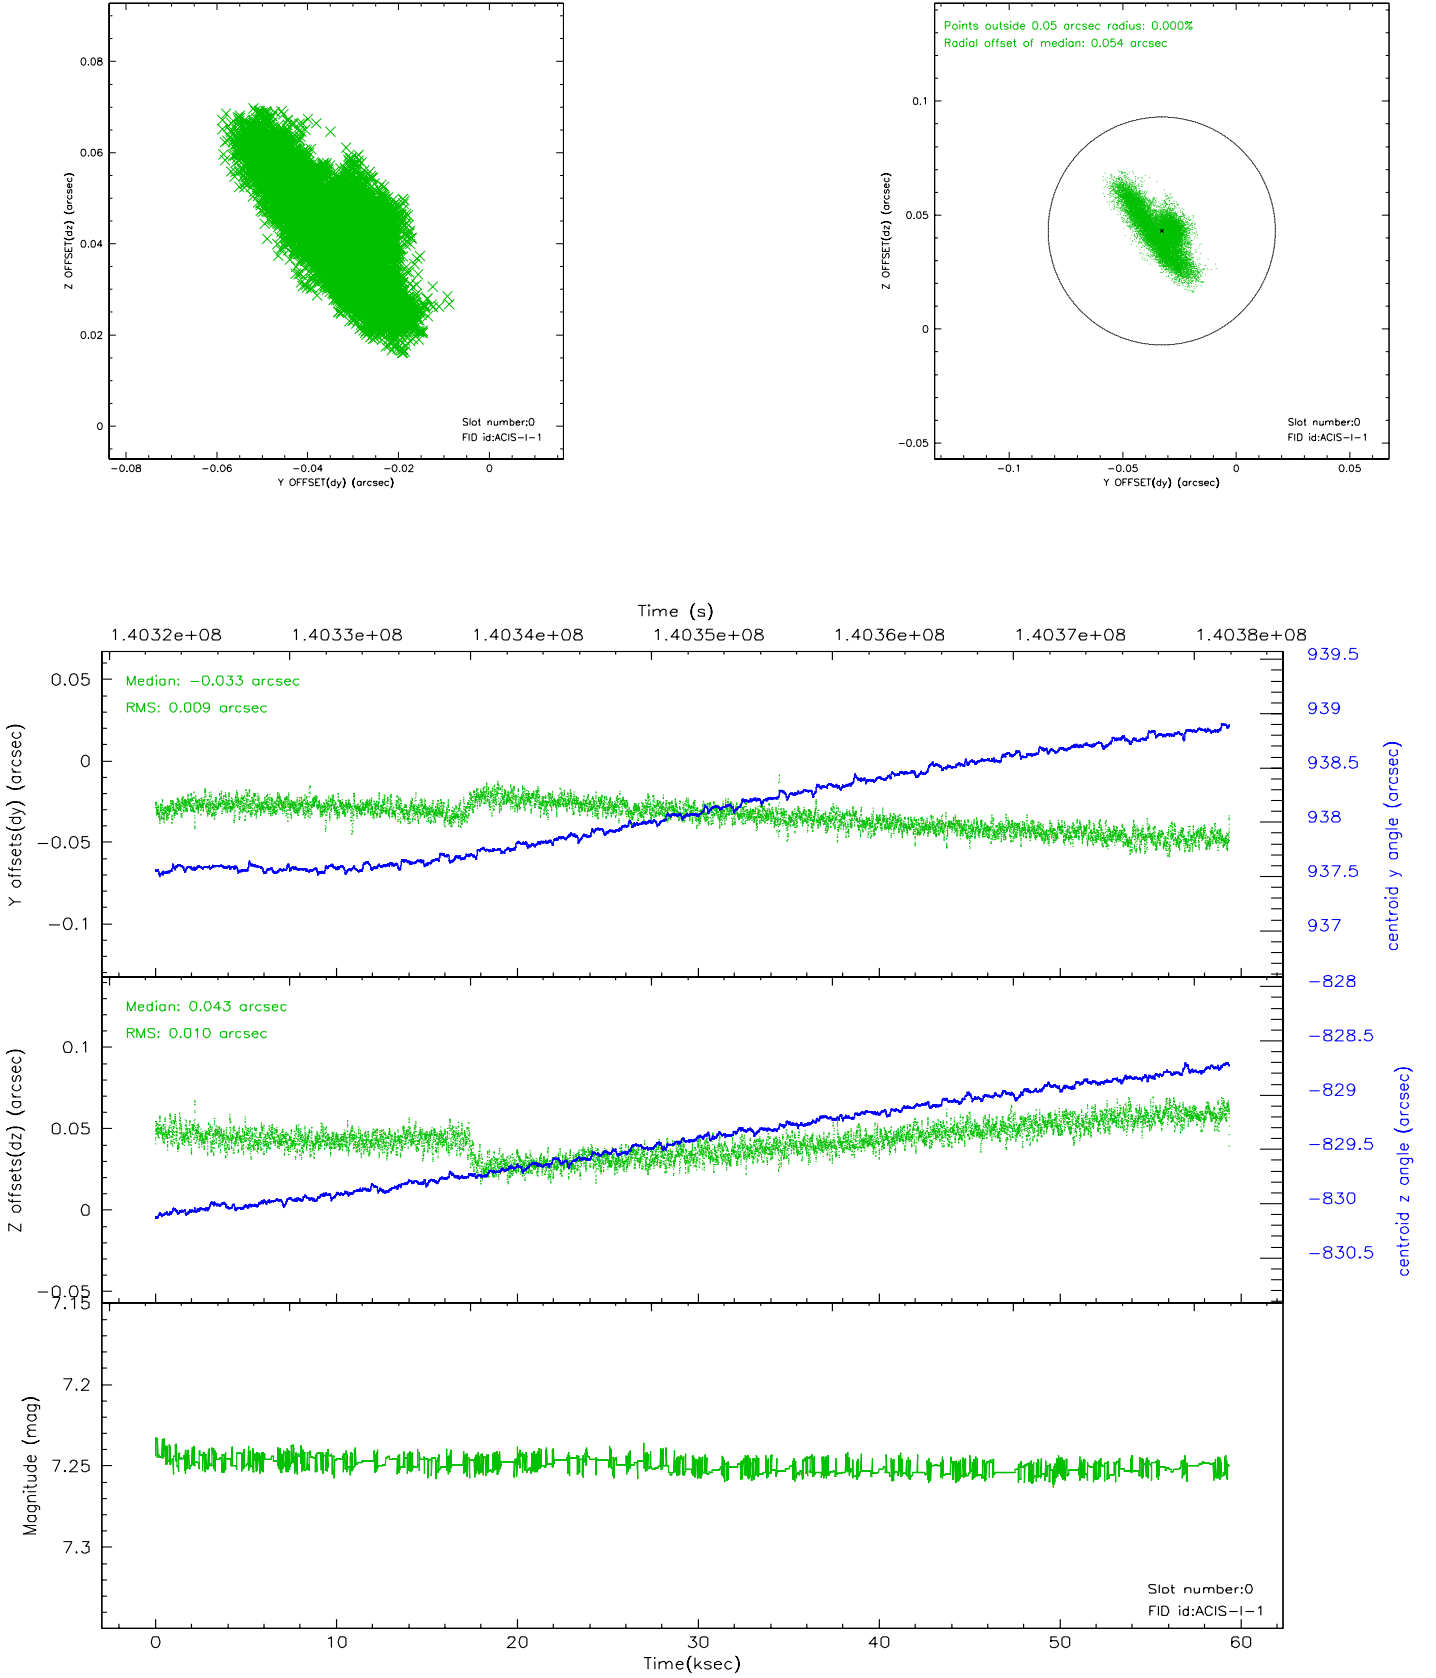 0.08
0.06
0.04
0.02
0
Z OFFSET(dz) (arcsec)
Slot number:0
FID id:ACIS-I-1
-0.08 -0.06 -0.04 -0.02 0
Y OFFSET(dy) (arcsec)
Points outside 0.05 arcsec radius: 0.000%
Radial offset of median: 0.054 arcsec
0.1
0.05
0
-0.05
Z OFFSET(dz) (arcsec)
Slot number:0
FID id:ACIS-I-1
-0.1 -0.05 0 0.05
Y OFFSET(dy) (arcsec)
Time (s)
1.4032e+08 1.4033e+08 1.4034e+08 1.4035e+08 1.4036e+08 1.4037e+08 1.4038e+08
Median: -0.033 arcsec
RMS: 0.009 arcsec
0.05
0
-0.05
-0.1
Y offsets(dy) (arcsec)
939.5
939
938.5
938
937.5
937
centroid y angle (arcsec)
Median: 0.043 arcsec
RMS: 0.010 arcsec
0.1
0.05
0
-0.05
Z offsets(dz) (arcsec)
-828
-828.5
-829
-829.5
-830
-830.5
centroid z angle (arcsec)
7.15
7.2
7.25
7.3
Magnitude (mag)
Slot number:0
FID id:ACIS-I-1
0 10 20 30 40 50 60
Time(ksec)